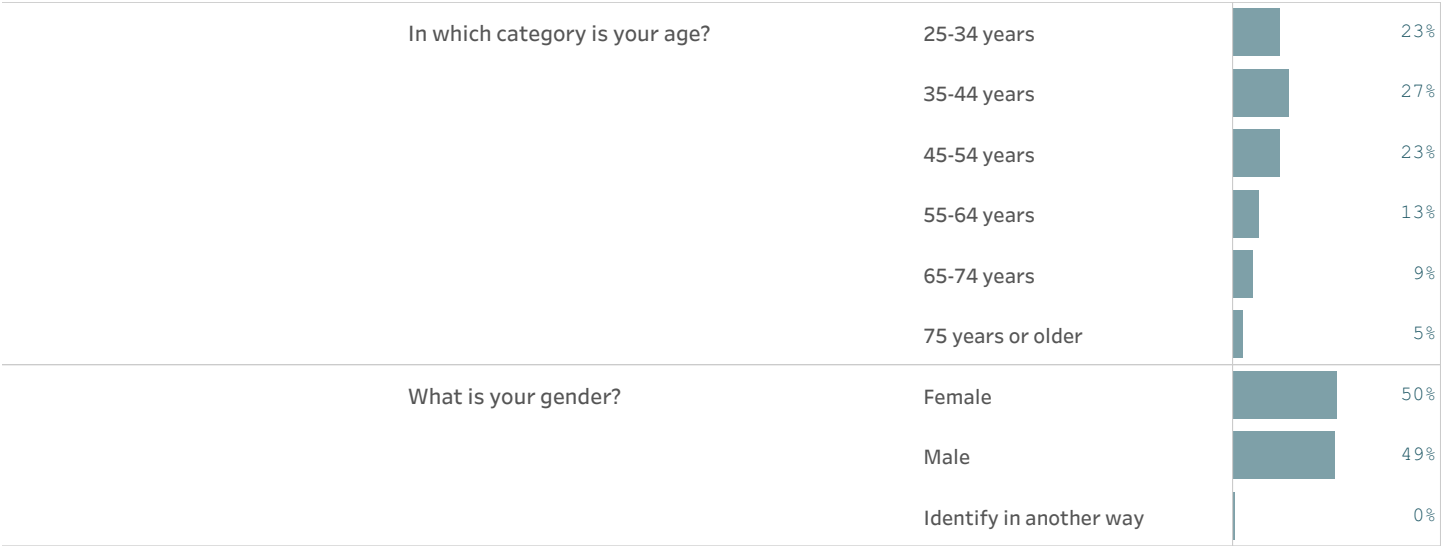 In which category is your age? 25-34 years 23%
35-44 years 27%
45-54 years 23%
55-64 years 13%
65-74 years 9%
75 years or older 5%
What is your gender? Female 50%
Male 49%
Identify in another way 0%